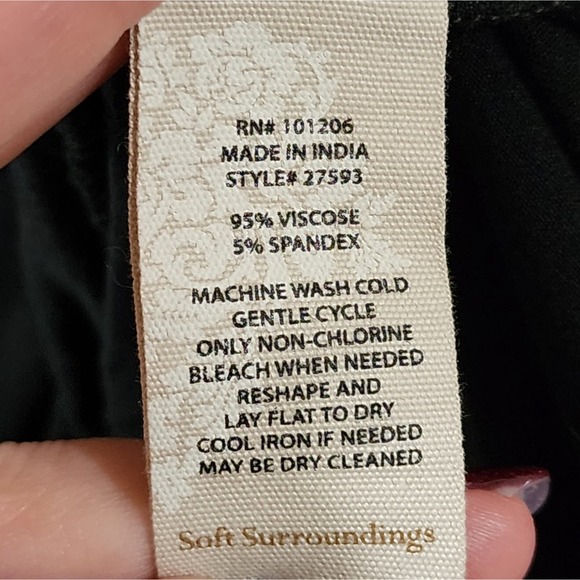 RN# 101206
MADE IN INDIA
STYLE# 27593
95% VISCOSE
5% SPANDEX
MACHINE WASH COLD
GENTLE CYCLE
ONLY NON-CHLORINE
BLEACH WHEN NEEDED
RESHAPE AND
LAY FLAT TO DRY
COOL IRON IF NEEDED
MAY BE DRY CLEANED
Soft Surroundings